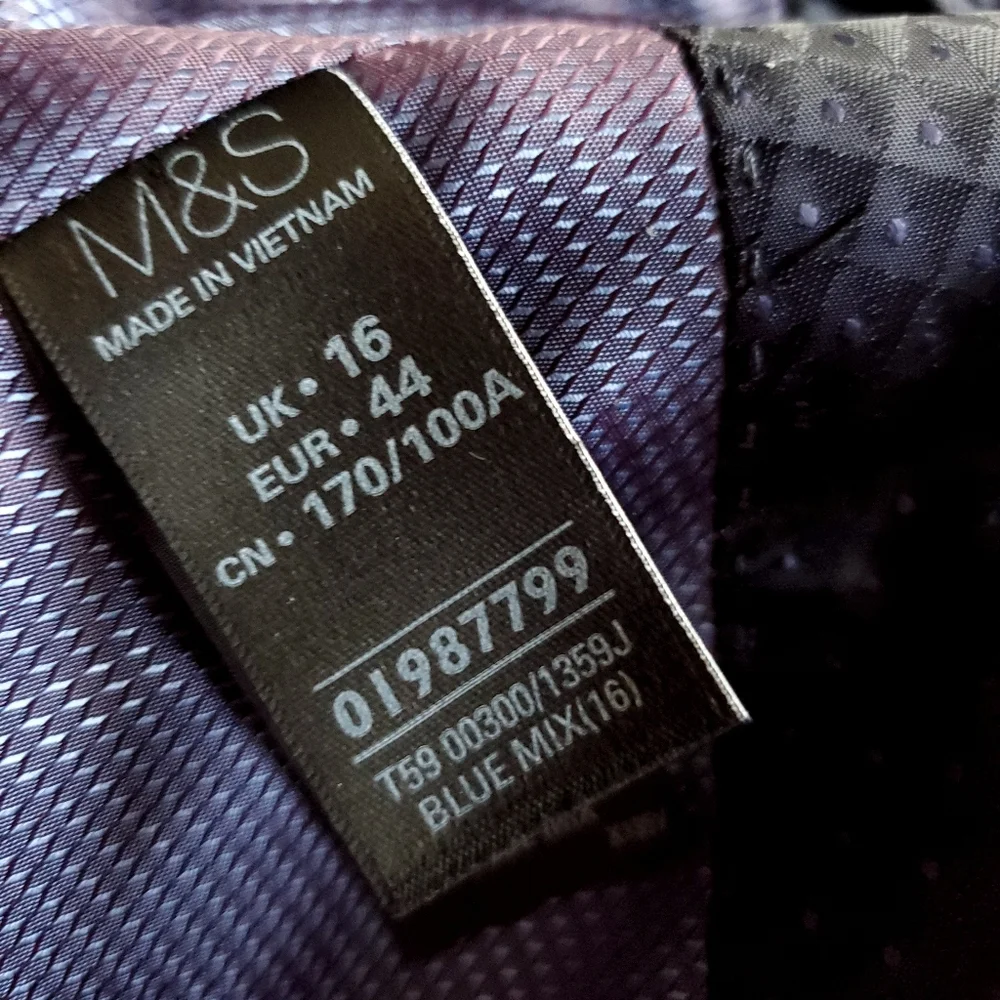 M&S
MADE IN VIETNAM
UK • 16
EUR • 44
CN • 170/100A
01987799
T59 00300/1359J
BLUE MIX(16)